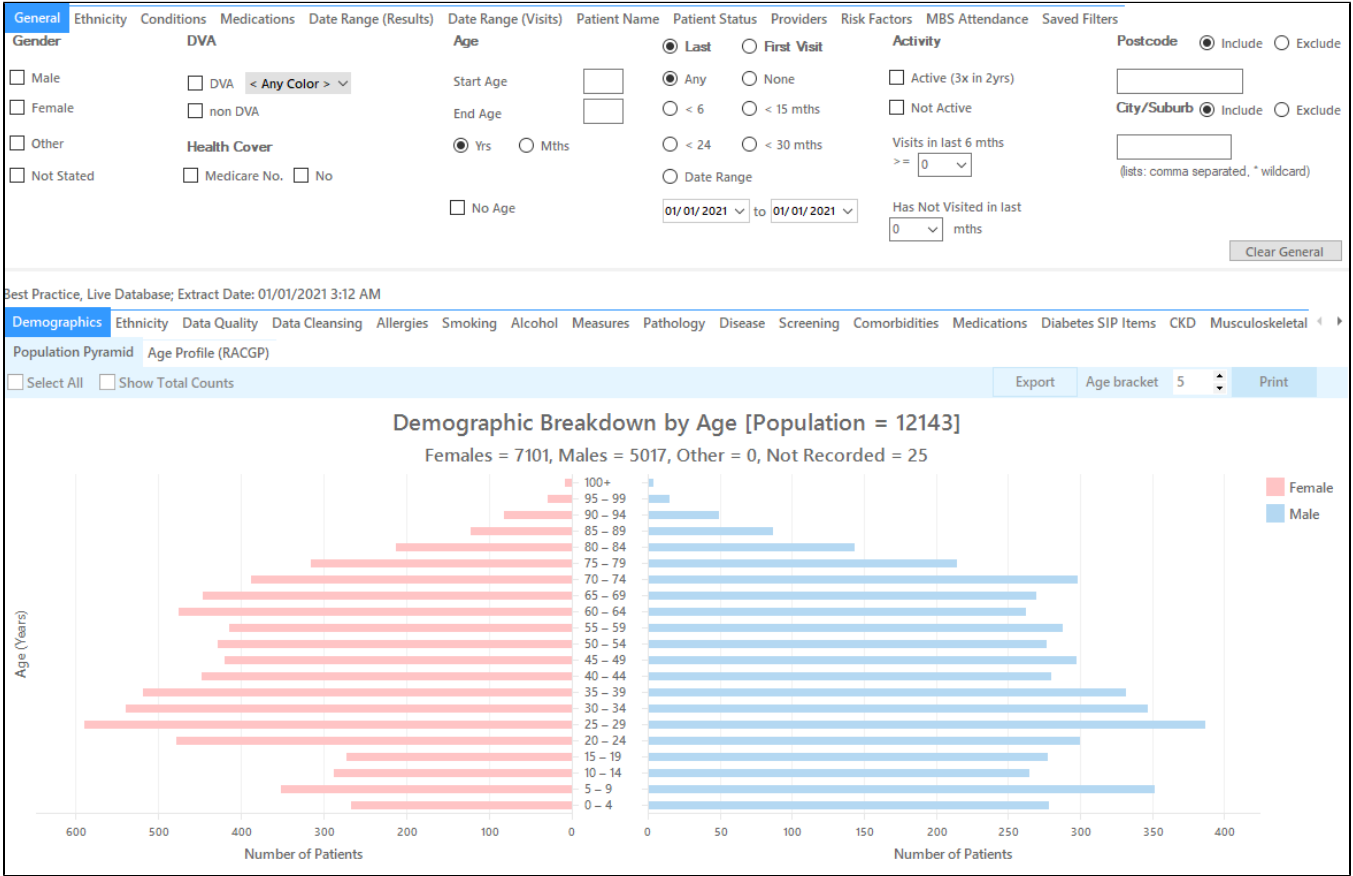 General Ethnicity Conditions Medications Date Range (Results) Date Range (Visits) Patient Name Patient Status Providers Risk Factors MBS Attendance Saved Filters
Gender DVA Age Last First Visit Activity Postcode Include Exclude
Male DVA < Any Color > Start Age Any None Active (3x in 2yrs)
Female non DVA End Age < 6 < 15 mths Not Active City/Suburb Include Exclude
Other Health Cover Yrs Mths < 24 < 30 mths Visits in last 6 mths
>= 0
Not Stated Medicare No. No Date Range (lists: comma separated, * wildcard)
No Age 01/01/2021 to 01/01/2021 Has Not Visited in last
0 mths
Clear General
Best Practice, Live Database; Extract Date: 01/01/2021 3:12 AM
Demographics Ethnicity Data Quality Data Cleansing Allergies Smoking Alcohol Measures Pathology Disease Screening Comorbidities Medications Diabetes SIP Items CKD Musculoskeletal
Population Pyramid Age Profile (RACGP)
Select All Show Total Counts Export Age bracket 5 Print
Demographic Breakdown by Age [Population = 12143]
Females = 7101, Males = 5017, Other = 0, Not Recorded = 25
Female
Male
Age (Years)
100+
95 – 99
90 – 94
85 – 89
80 – 84
75 – 79
70 – 74
65 – 69
60 – 64
55 – 59
50 – 54
45 – 49
40 – 44
35 – 39
30 – 34
25 – 29
20 – 24
15 – 19
10 – 14
5 – 9
0 – 4
600 500 400 300 200 100 0 0 50 100 150 200 250 300 350 400
Number of Patients Number of Patients